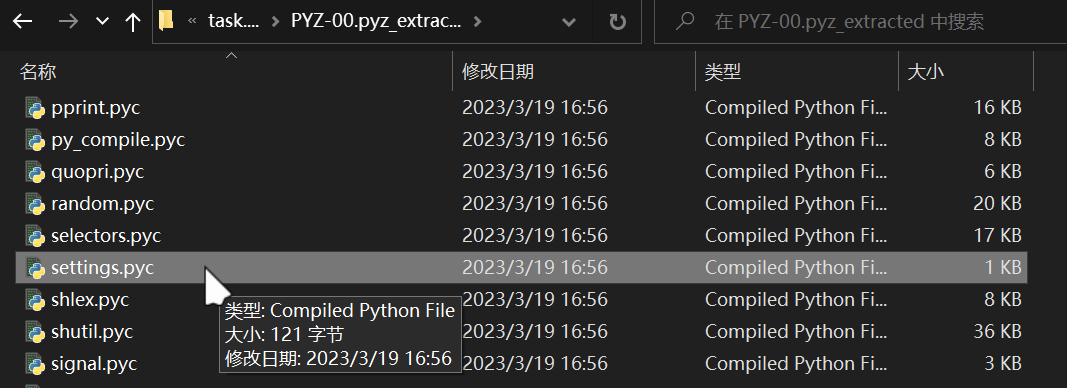 « task.... > PYZ-00.pyz_extrac... > 在 PYZ-00.pyz_extracted 中搜索
名称 修改日期 类型 大小
pprint.pyc 2023/3/19 16:56 Compiled Python Fi... 16 KB
py_compile.pyc 2023/3/19 16:56 Compiled Python Fi... 8 KB
quopri.pyc 2023/3/19 16:56 Compiled Python Fi... 6 KB
random.pyc 2023/3/19 16:56 Compiled Python Fi... 20 KB
selectors.pyc 2023/3/19 16:56 Compiled Python Fi... 17 KB
settings.pyc 2023/3/19 16:56 Compiled Python Fi... 1 KB
shlex.pyc 2023/3/19 16:56 Compiled Python Fi... 8 KB
shutil.pyc 2023/3/19 16:56 Compiled Python Fi... 36 KB
signal.pyc 2023/3/19 16:56 Compiled Python Fi... 3 KB
类型: Compiled Python File
大小: 121 字节
修改日期: 2023/3/19 16:56